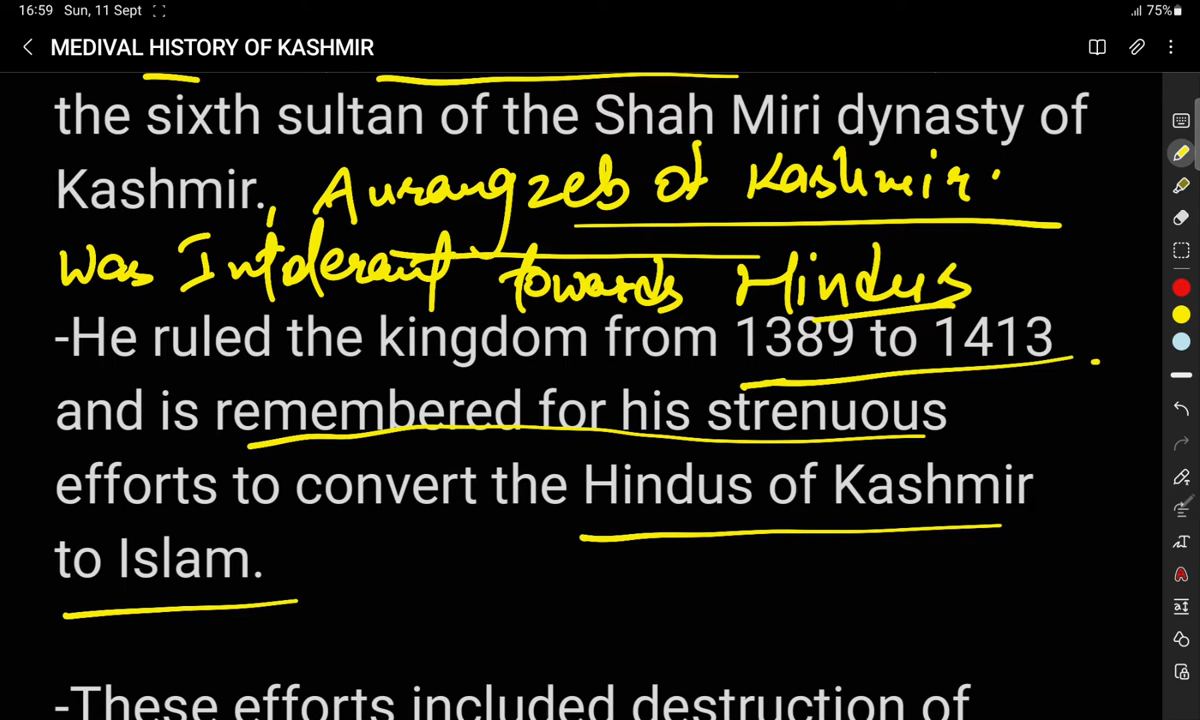 16:59 Sun, 11 Sept 75%
MEDIVAL HISTORY OF KASHMIR
the sixth sultan of the Shah Miri dynasty of
Kashmir. Aurangzeb of Kashmir.
was Intolerant towards Hindus
-He ruled the kingdom from 1389 to 1413
and is remembered for his strenuous
efforts to convert the Hindus of Kashmir
to Islam.
-These efforts included destruction of